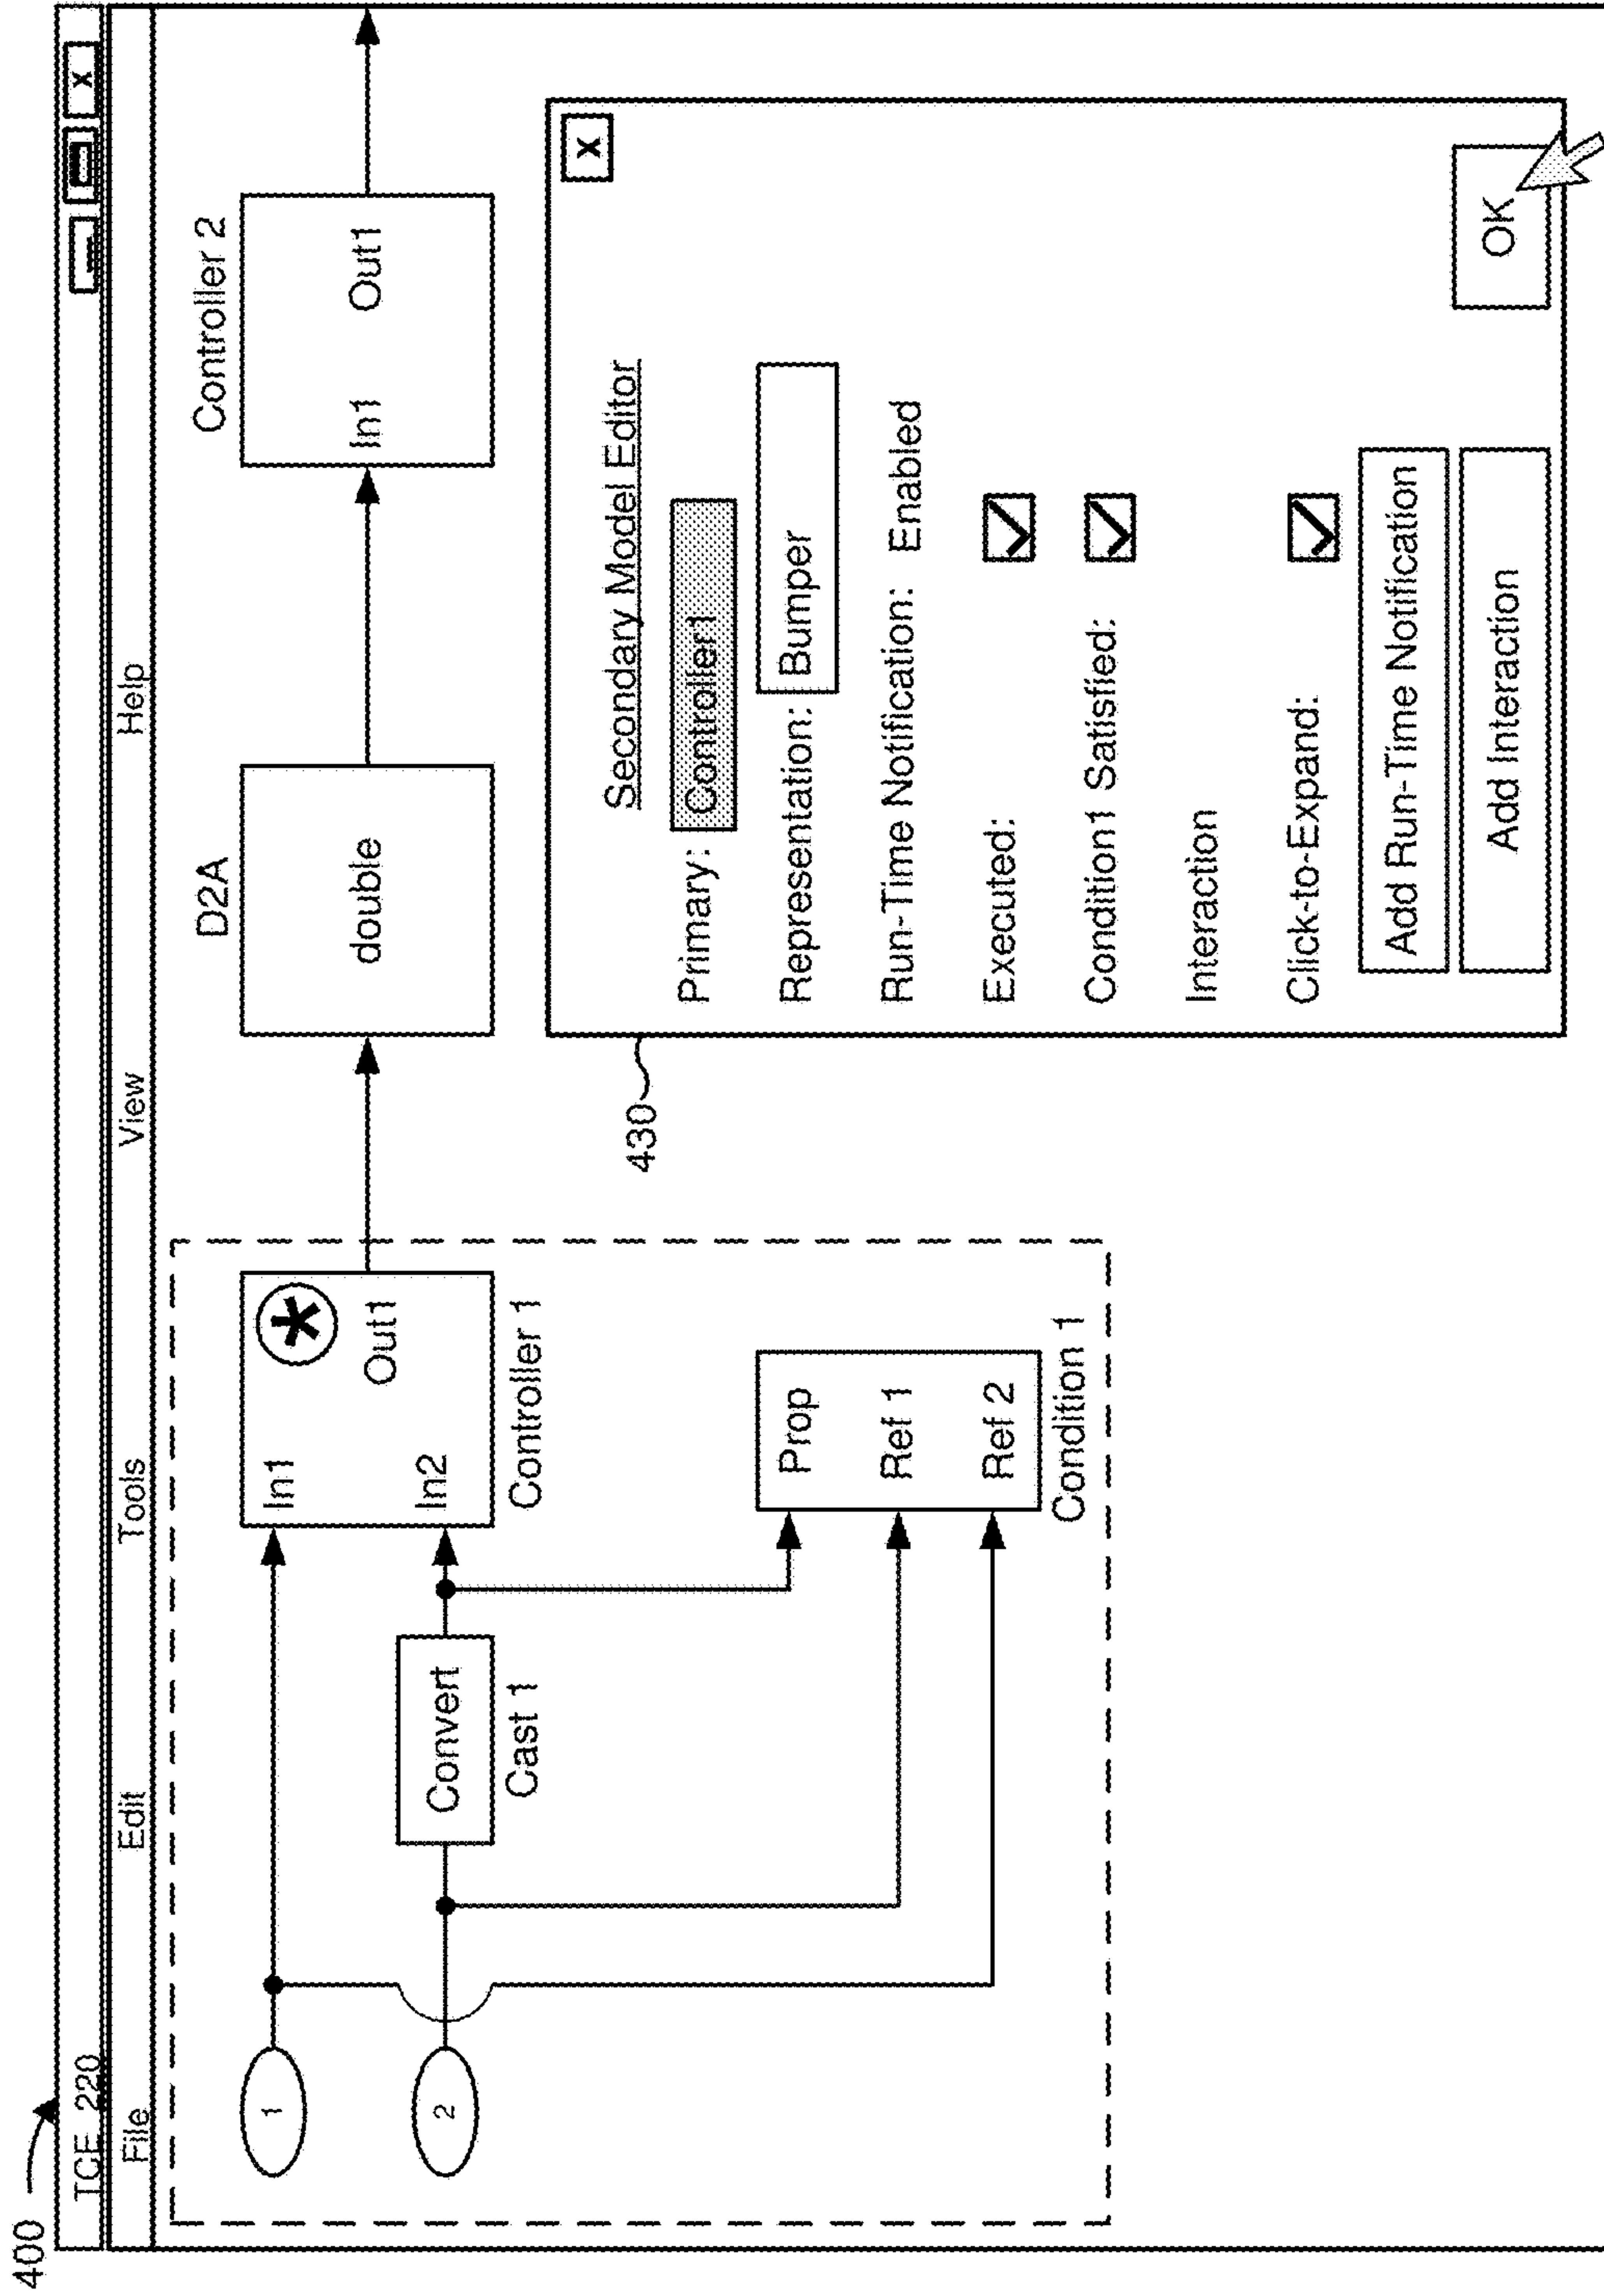 400
TCE 220
x
File Edit View Tools Help
1
2
In1
In2
Out1
Controller 1
Convert
Cast 1
Prop
Ref 1
Ref 2
Condition 1
D2A
double
Controller 2
In1 Out1
430
x
Secondary Model Editor
Primary: Controller1
Representation: Bumper
Run-Time Notification: Enabled
Executed:
Condition1 Satisfied:
Interaction
Click-to-Expand:
Add Run-Time Notification
Add Interaction
OK